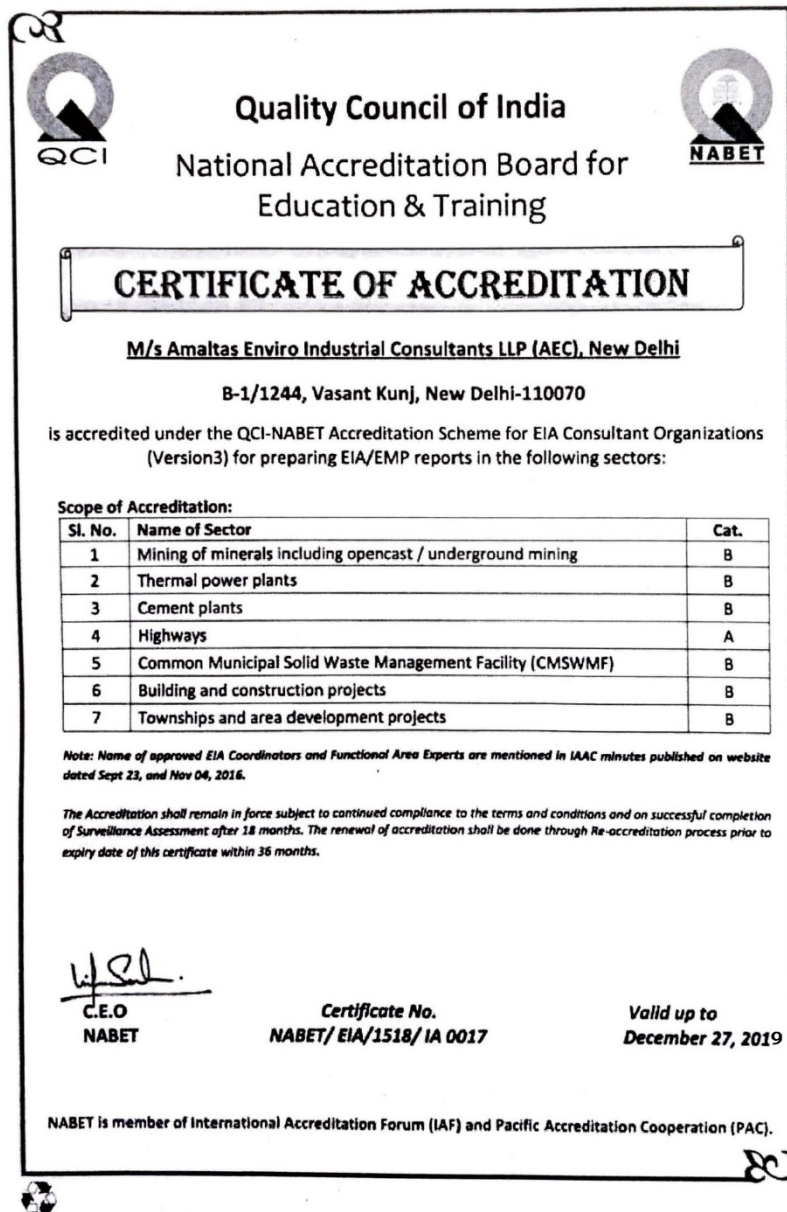 QCI
NABET
Quality Council of India
National Accreditation Board for
Education & Training
CERTIFICATE OF ACCREDITATION
M/s Amaltas Enviro Industrial Consultants LLP (AEC), New Delhi
B-1/1244, Vasant Kunj, New Delhi-110070
is accredited under the QCI-NABET Accreditation Scheme for EIA Consultant Organizations
(Version3) for preparing EIA/EMP reports in the following sectors:
Scope of Accreditation:
Sl. No. Name of Sector Cat.
1 Mining of minerals including opencast / underground mining B
2 Thermal power plants B
3 Cement plants B
4 Highways A
5 Common Municipal Solid Waste Management Facility (CMSWMF) B
6 Building and construction projects B
7 Townships and area development projects B
Note: Name of approved EIA Coordinators and Functional Area Experts are mentioned in IAAC minutes published on website
dated Sept 23, and Nov 04, 2016.
The Accreditation shall remain in force subject to continued compliance to the terms and conditions and on successful completion
of Surveillance Assessment after 18 months. The renewal of accreditation shall be done through Re-accreditation process prior to
expiry date of this certificate within 36 months.
C.E.O Certificate No. Valid up to
NABET NABET/ EIA/1518/ IA 0017 December 27, 2019
NABET is member of International Accreditation Forum (IAF) and Pacific Accreditation Cooperation (PAC).